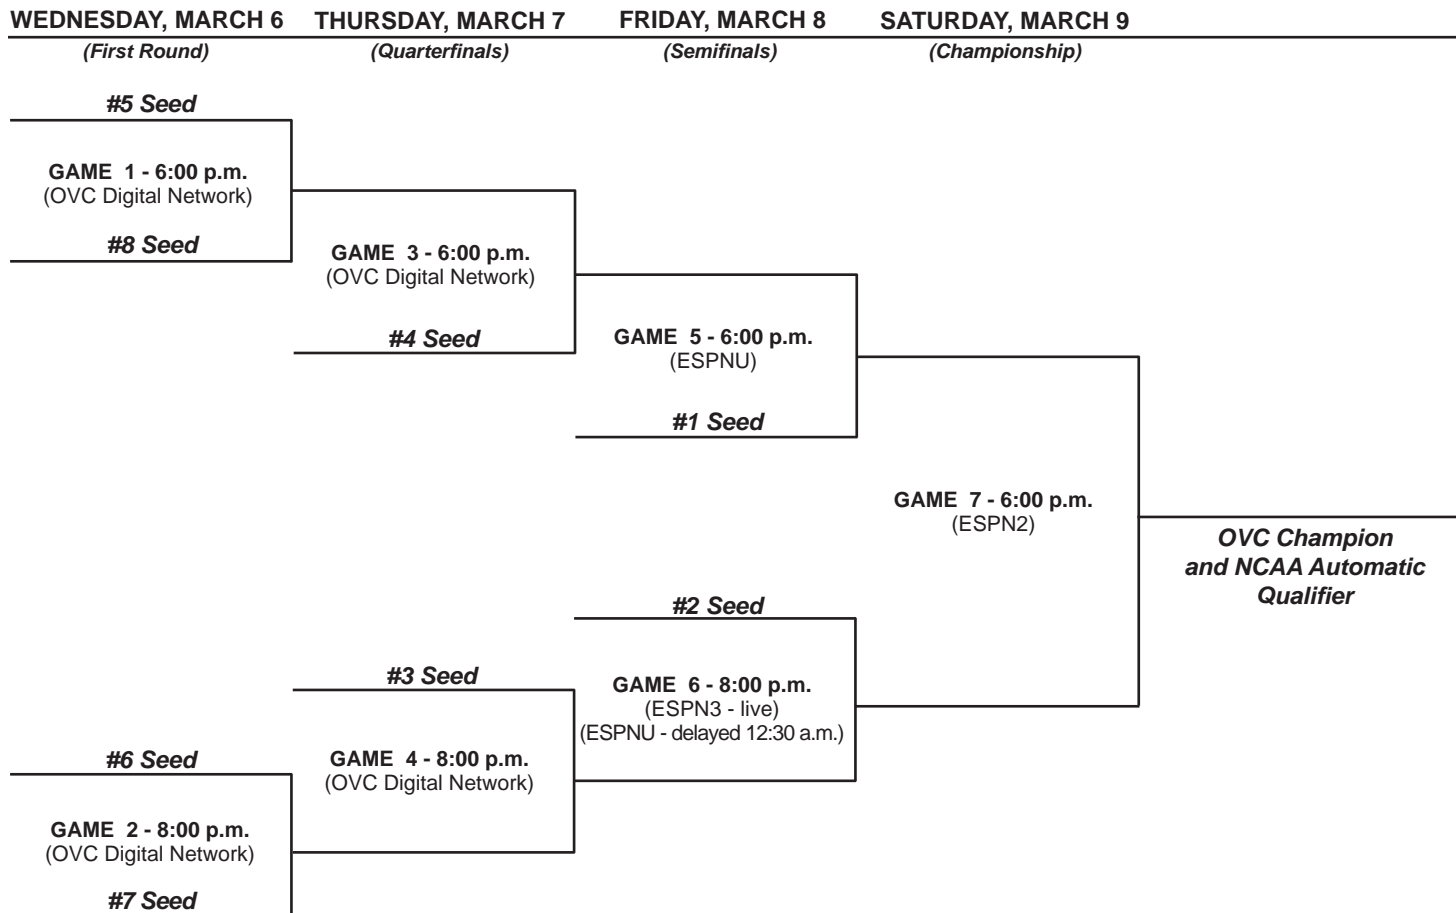 WEDNESDAY, MARCH 6
(First Round)
THURSDAY, MARCH 7
(Quarterfinals)
FRIDAY, MARCH 8
(Semifinals)
SATURDAY, MARCH 9
(Championship)
#5 Seed
GAME 1 - 6:00 p.m.
(OVC Digital Network)
#8 Seed
GAME 3 - 6:00 p.m.
(OVC Digital Network)
#4 Seed
GAME 5 - 6:00 p.m.
(ESPNU)
#1 Seed
GAME 7 - 6:00 p.m.
(ESPN2)
OVC Champion
and NCAA Automatic
Qualifier
#2 Seed
GAME 6 - 8:00 p.m.
(ESPN3 - live)
(ESPNU - delayed 12:30 a.m.)
#3 Seed
GAME 4 - 8:00 p.m.
(OVC Digital Network)
#6 Seed
GAME 2 - 8:00 p.m.
(OVC Digital Network)
#7 Seed